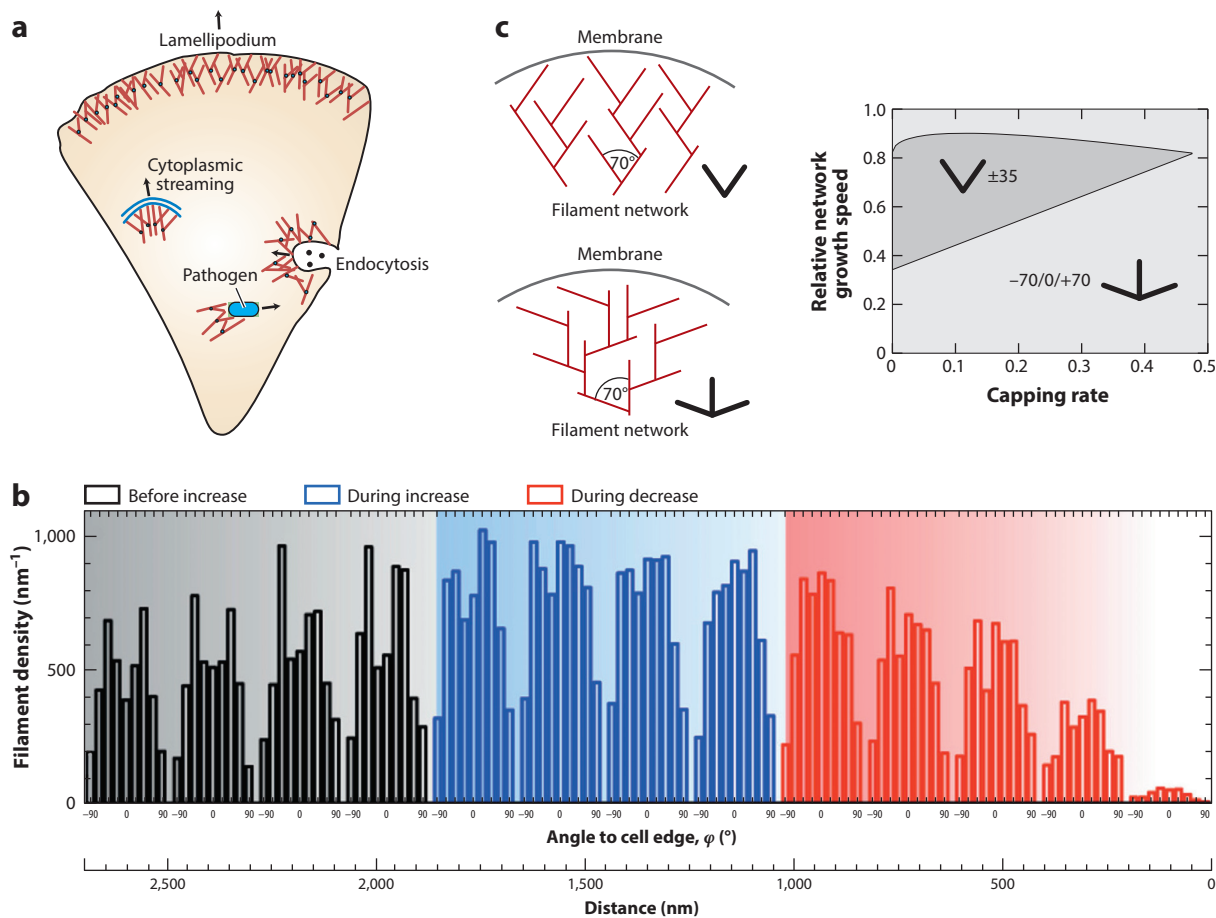 a
Lamellipodium
Cytoplasmic
streaming
Pathogen
Endocytosis
c
Membrane
70°
Filament network
Membrane
70°
Filament network
Relative network
growth speed
1.0
0.8
0.6
0.4
0.2
0
±35
−70/0/+70
0 0.1 0.2 0.3 0.4 0.5
Capping rate
b
Before increase During increase During decrease
Filament density (nm⁻¹)
1,000
500
0
−90 0 90 −90 0 90 −90 0 90 −90 0 90 −90 0 90 −90 0 90 −90 0 90 −90 0 90 −90 0 90 −90 0 90 −90 0 90 −90 0 90 −90 0 90
Angle to cell edge, φ (°)
2,500 2,000 1,500 1,000 500 0
Distance (nm)